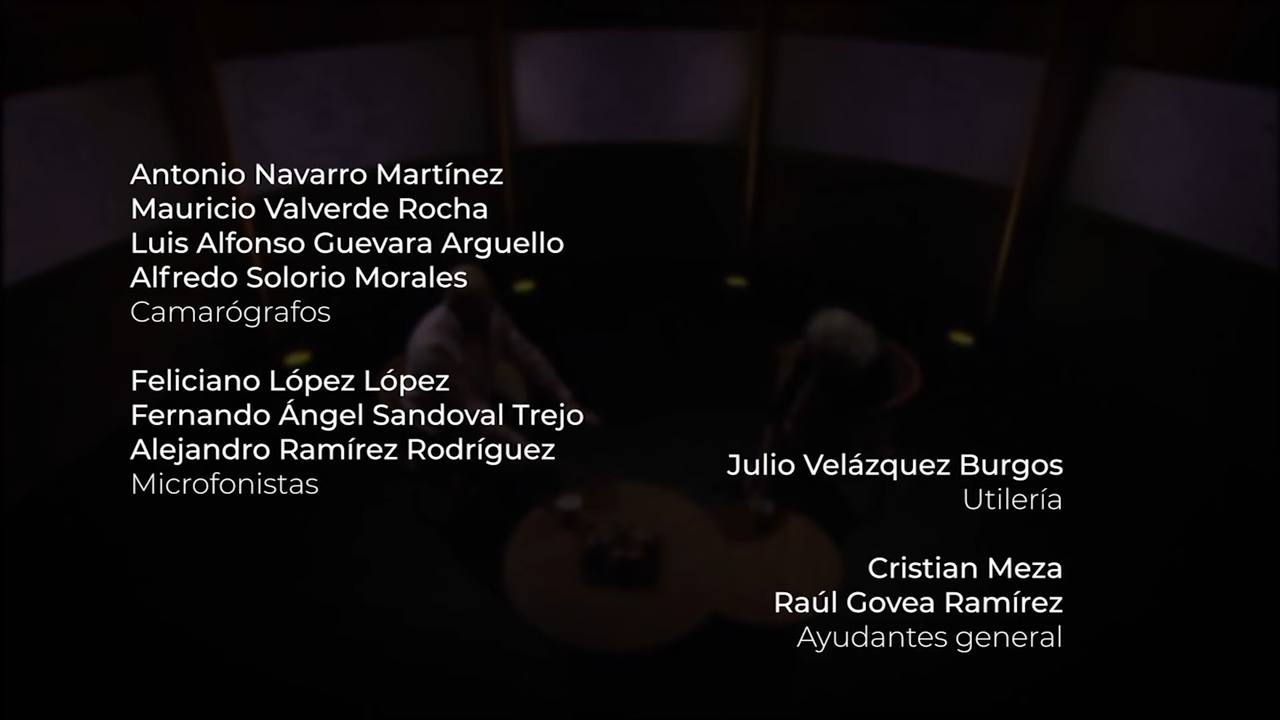 Antonio Navarro Martínez
Mauricio Valverde Rocha
Luis Alfonso Guevara Arguello
Alfredo Solorio Morales
Camarógrafos
Feliciano López López
Fernando Ángel Sandoval Trejo
Alejandro Ramírez Rodríguez
Microfonistas
Julio Velázquez Burgos
Utilería
Cristian Meza
Raúl Govea Ramírez
Ayudantes general